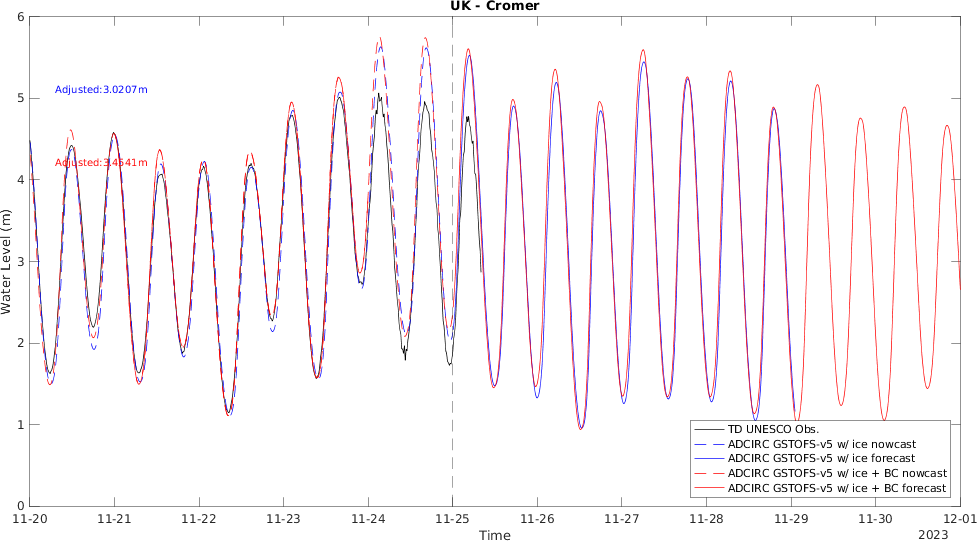 UK - Cromer
6
5
4
3
2
1
0
Water Level (m)
Adjusted:3.0207m
Adjusted:3.4541m
TD UNESCO Obs.
ADCIRC GSTOFS-v5 w/ ice nowcast
ADCIRC GSTOFS-v5 w/ ice forecast
ADCIRC GSTOFS-v5 w/ ice + BC nowcast
ADCIRC GSTOFS-v5 w/ ice + BC forecast
11-20 11-21 11-22 11-23 11-24 11-25 11-26 11-27 11-28 11-29 11-30 12-01
Time
2023